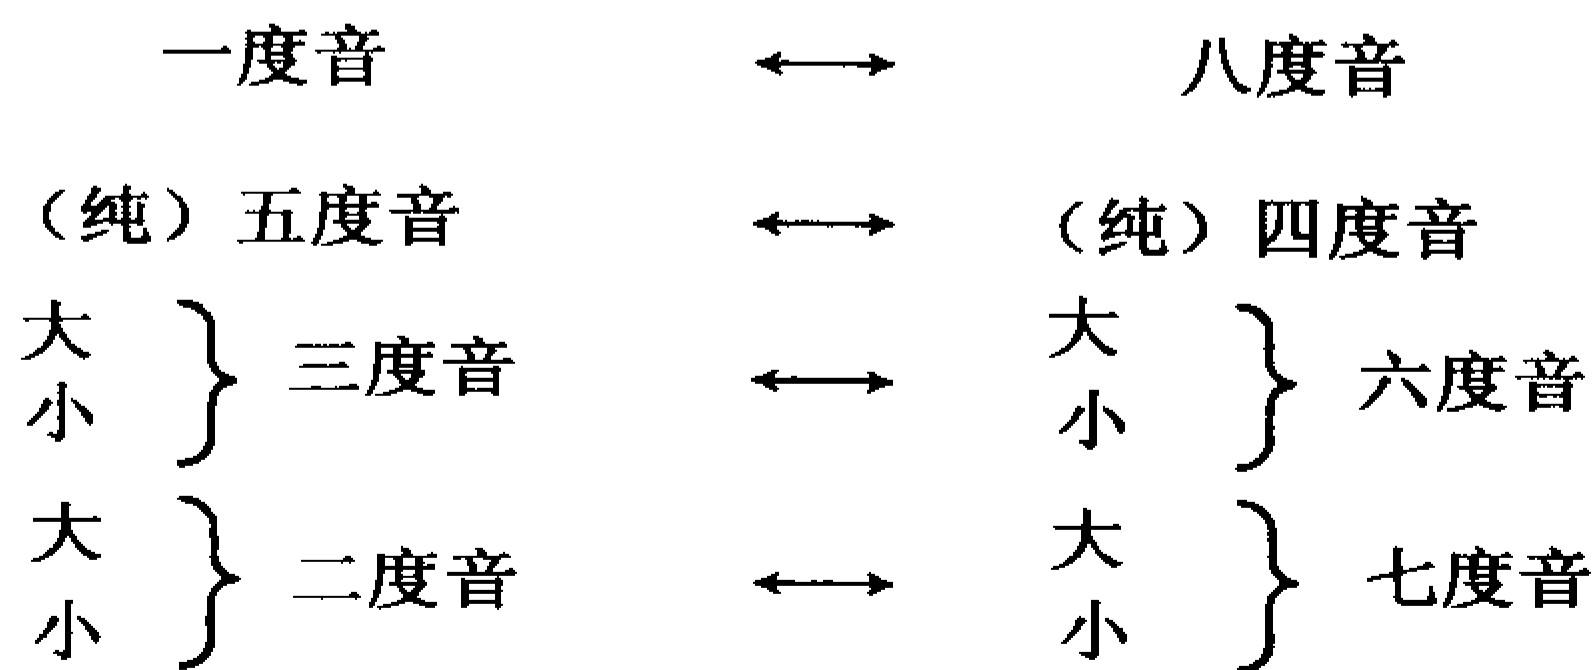 一度音 ↔ 八度音
（纯）五度音 ↔ （纯）四度音
大 大
三度音 ↔ 六度音
小 小
大 大
二度音 ↔ 七度音
小 小